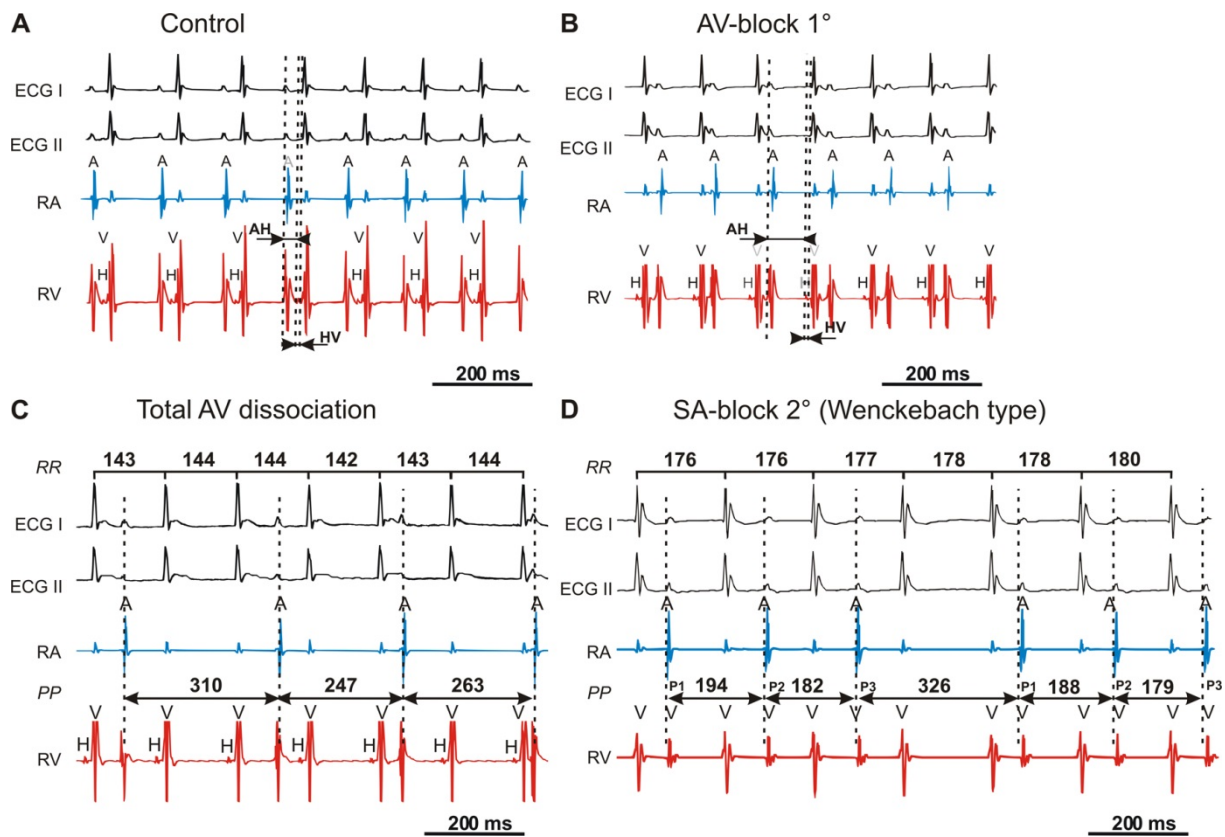 A Control
ECG I
ECG II
A A A A A A A A
RA
V V V AH V V V V
H H H H H H H
RV
HV
200 ms
B AV-block 1°
ECG I
ECG II
A A A A A A
RA
AH
V V V V V V V
H H H H H H H
RV
HV
200 ms
C Total AV dissociation
RR 143 144 144 142 143 144
ECG I
ECG II
A A A A
RA
PP 310 247 263
V V V V V V V
H H H H H H H
RV
200 ms
D SA-block 2° (Wenckebach type)
RR 176 176 177 178 178 180
ECG I
ECG II
A A A A A A
RA
PP P1 194 P2 182 P3 326 P1 188 P2 179 P3
V V V V V V V V V V V V
RV
200 ms